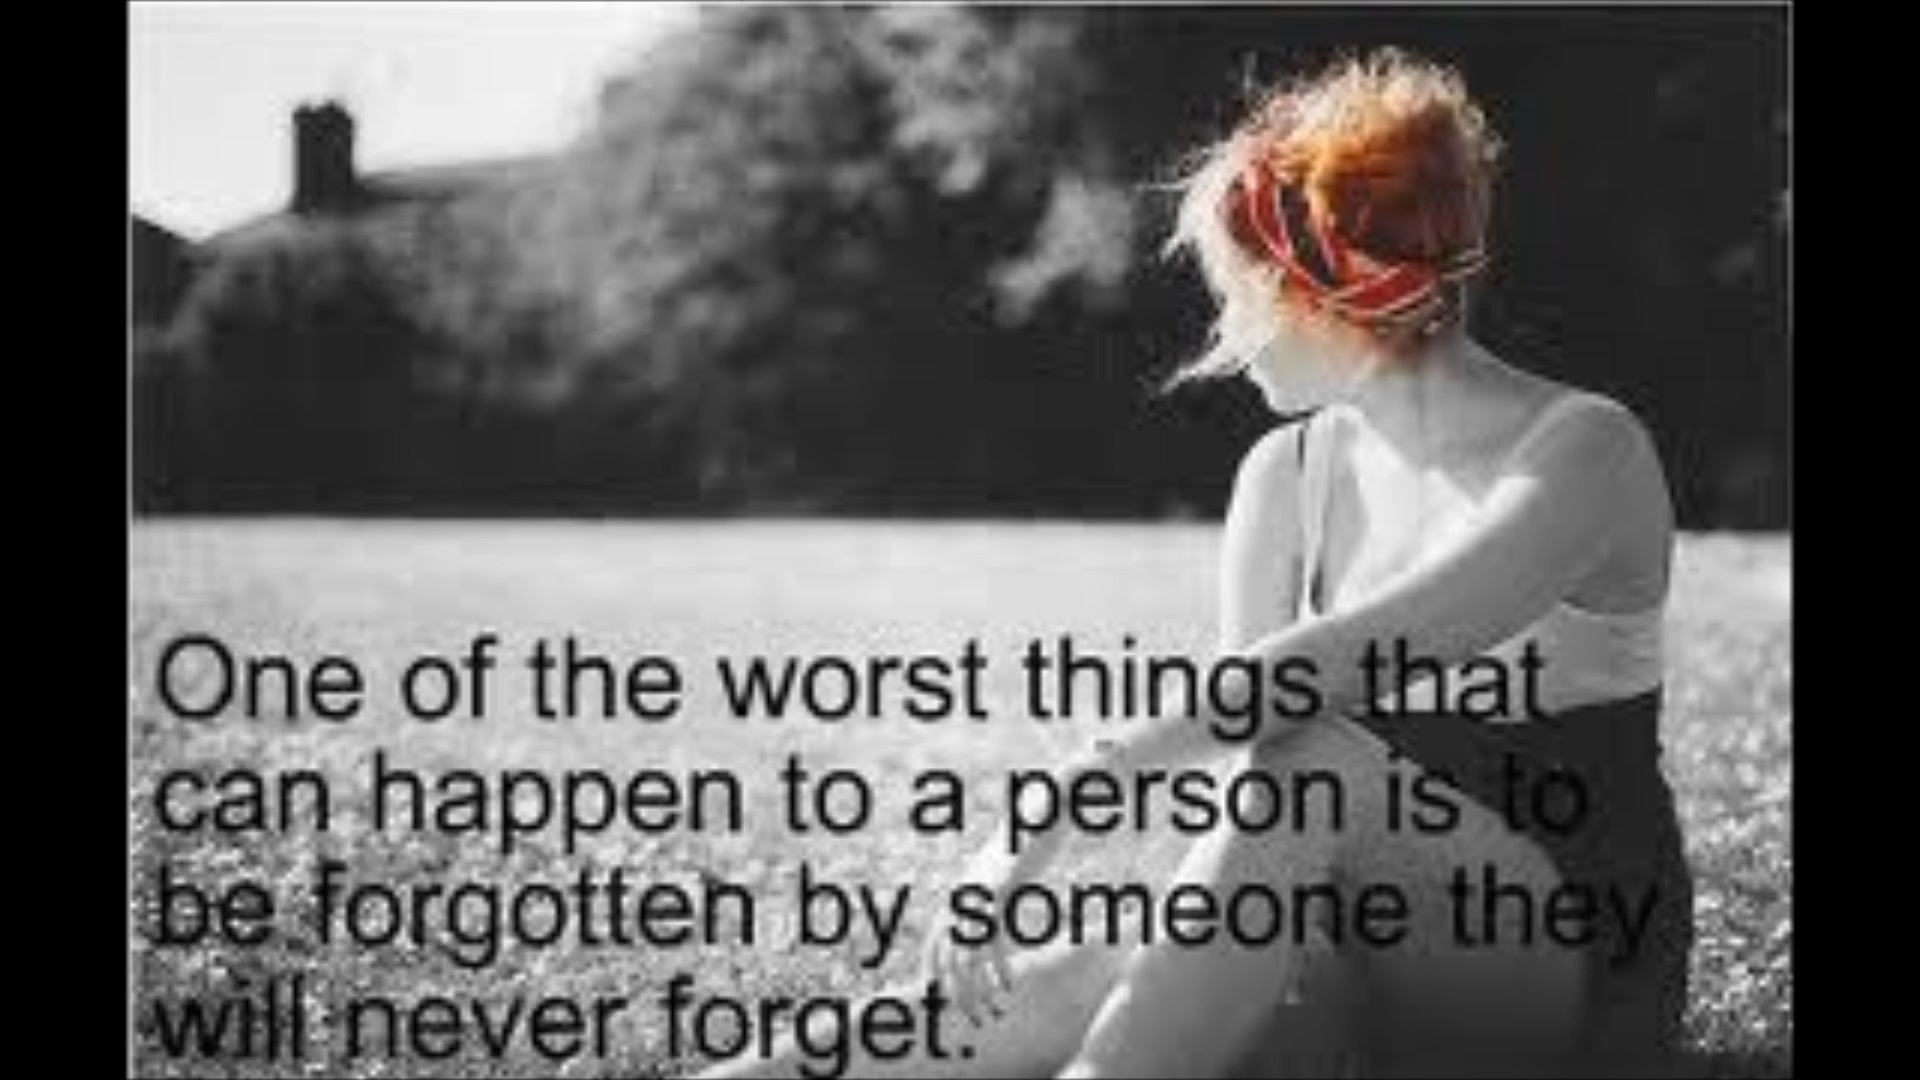 One of the worst things that
can happen to a person is to
be forgotten by someone they
will never forget.